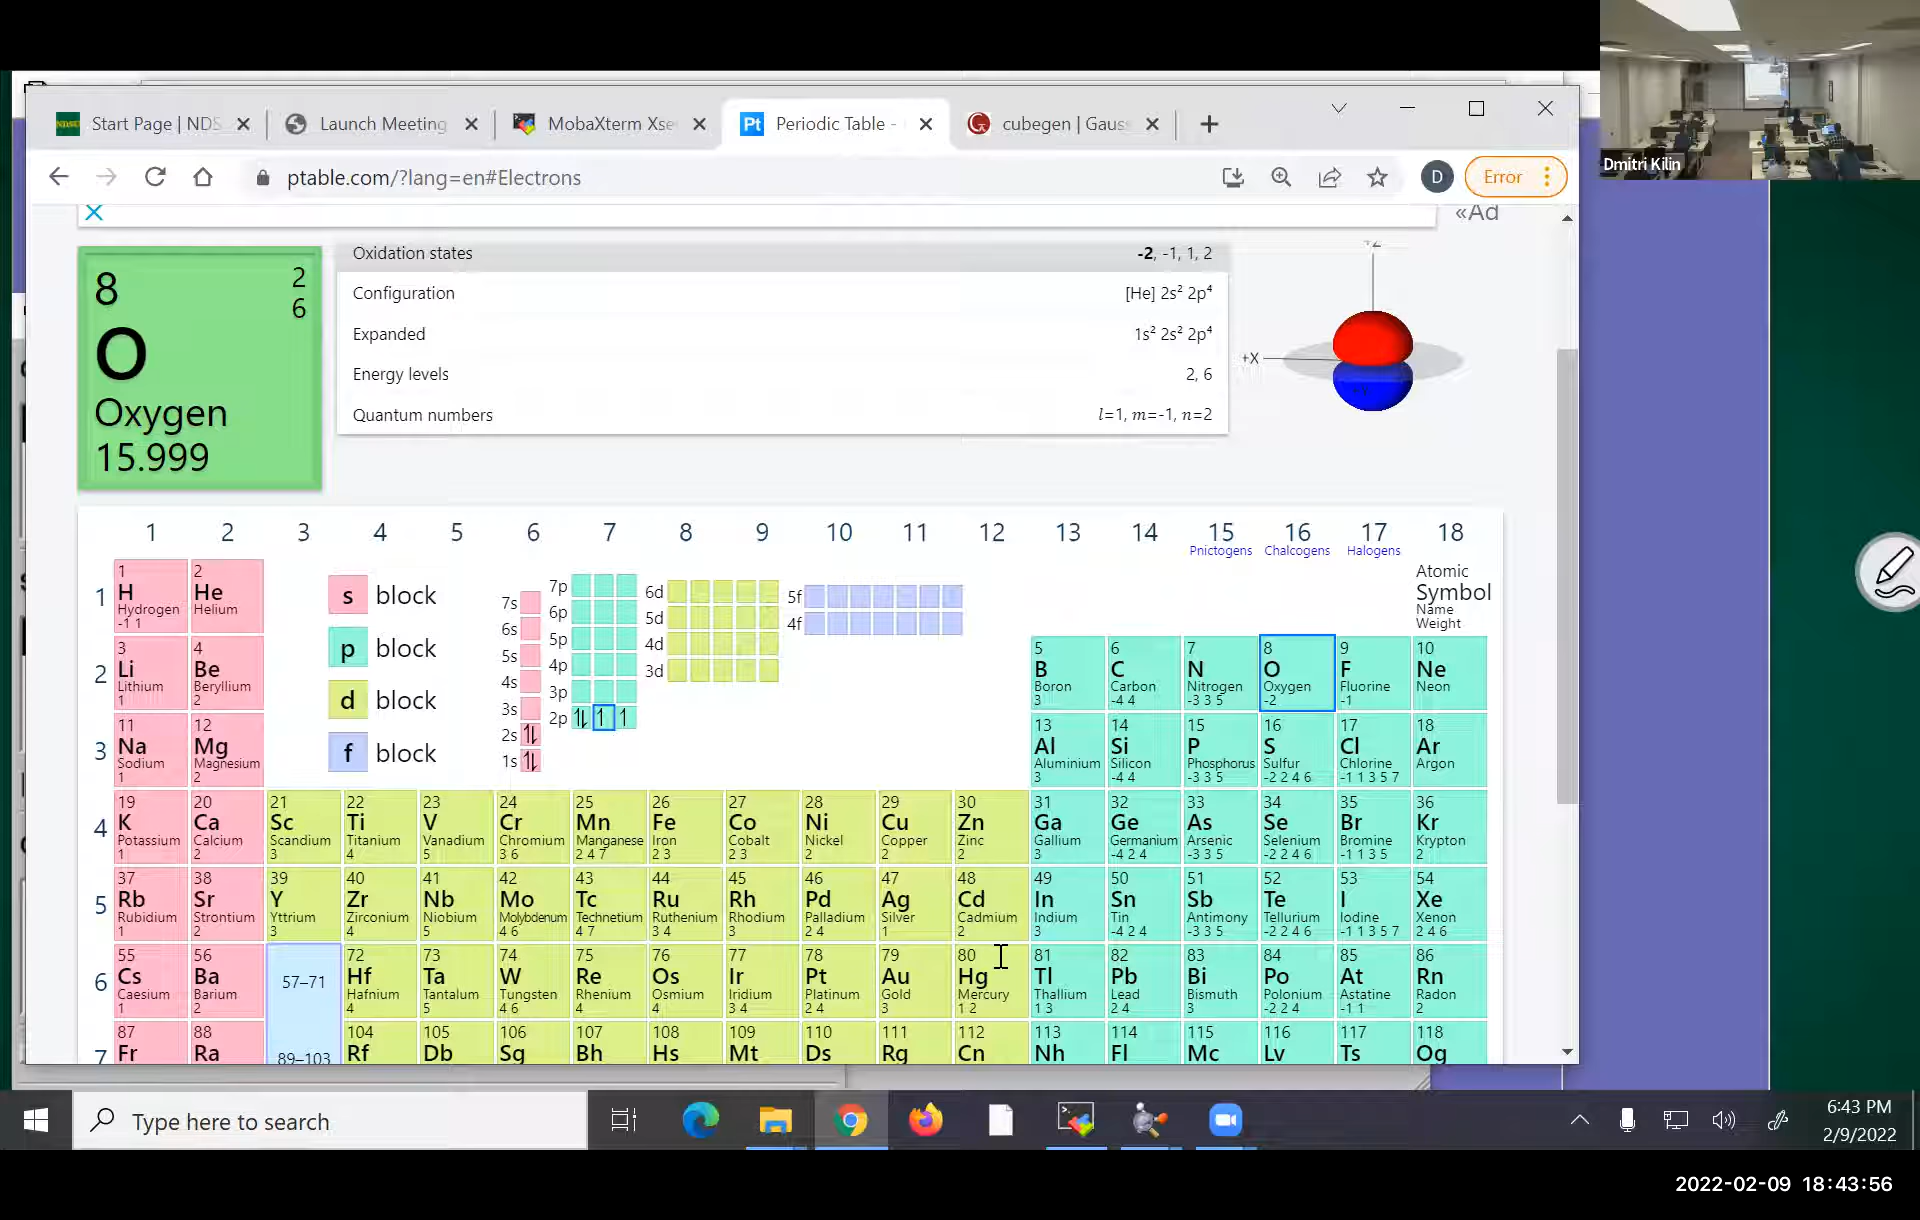 Dmitri Kilin
NDSU
Start Page | NDS
Launch Meeting
MobaXterm Xse
Pt
Periodic Table -
cubegen | Gaus
ptable.com/?lang=en#Electrons
D
Error
«Ad
8
2
6
O
Oxygen
15.999
Oxidation states -2, -1, 1, 2
Configuration [He] 2s² 2p⁴
Expanded 1s² 2s² 2p⁴
Energy levels 2, 6
Quantum numbers l=1, m=-1, n=2
+X
1 2 3 4 5 6 7 8 9 10 11 12 13 14 15 16 17 18
Pnictogens Chalcogens Halogens
Atomic
Symbol
Name
Weight
s block
p block
d block
f block
7s
6s
5s
4s
3s
2s ⥮
1s ⥮
7p
6p
5p
4p
3p
2p ⥮ ↿ ↿
6d
5d
4d
3d
5f
4f
1
1 H Hydrogen -1 1
2 He Helium
2
3 Li Lithium 1
4 Be Beryllium 2
5 B Boron 3
6 C Carbon -4 4
7 N Nitrogen -3 3 5
8 O Oxygen -2
9 F Fluorine -1
10 Ne Neon
3
11 Na Sodium 1
12 Mg Magnesium 2
13 Al Aluminium 3
14 Si Silicon -4 4
15 P Phosphorus -3 3 5
16 S Sulfur -2 2 4 6
17 Cl Chlorine -1 1 3 5 7
18 Ar Argon
4
19 K Potassium 1
20 Ca Calcium 2
21 Sc Scandium 3
22 Ti Titanium 4
23 V Vanadium 5
24 Cr Chromium 3 6
25 Mn Manganese 2 4 7
26 Fe Iron 2 3
27 Co Cobalt 2 3
28 Ni Nickel 2
29 Cu Copper 2
30 Zn Zinc 2
31 Ga Gallium 3
32 Ge Germanium -4 2 4
33 As Arsenic -3 3 5
34 Se Selenium -2 2 4 6
35 Br Bromine -1 1 3 5
36 Kr Krypton 2
5
37 Rb Rubidium 1
38 Sr Strontium 2
39 Y Yttrium 3
40 Zr Zirconium 4
41 Nb Niobium 5
42 Mo Molybdenum 4 6
43 Tc Technetium 4 7
44 Ru Ruthenium 3 4
45 Rh Rhodium 3
46 Pd Palladium 2 4
47 Ag Silver 1
48 Cd Cadmium 2
49 In Indium 3
50 Sn Tin -4 2 4
51 Sb Antimony -3 3 5
52 Te Tellurium -2 2 4 6
53 I Iodine -1 1 3 5 7
54 Xe Xenon 2 4 6
6
55 Cs Caesium 1
56 Ba Barium 2
57–71
72 Hf Hafnium 4
73 Ta Tantalum 5
74 W Tungsten 4 6
75 Re Rhenium 4
76 Os Osmium 4
77 Ir Iridium 3 4
78 Pt Platinum 2 4
79 Au Gold 3
80 Hg Mercury 1 2
81 Tl Thallium 1 3
82 Pb Lead 2 4
83 Bi Bismuth 3
84 Po Polonium -2 2 4
85 At Astatine -1 1
86 Rn Radon 2
7
87 Fr
88 Ra
89–103
104 Rf
105 Db
106 Sg
107 Bh
108 Hs
109 Mt
110 Ds
111 Rg
112 Cn
113 Nh
114 Fl
115 Mc
116 Lv
117 Ts
118 Og
Type here to search
6:43 PM
2/9/2022
2022-02-09 18:43:56